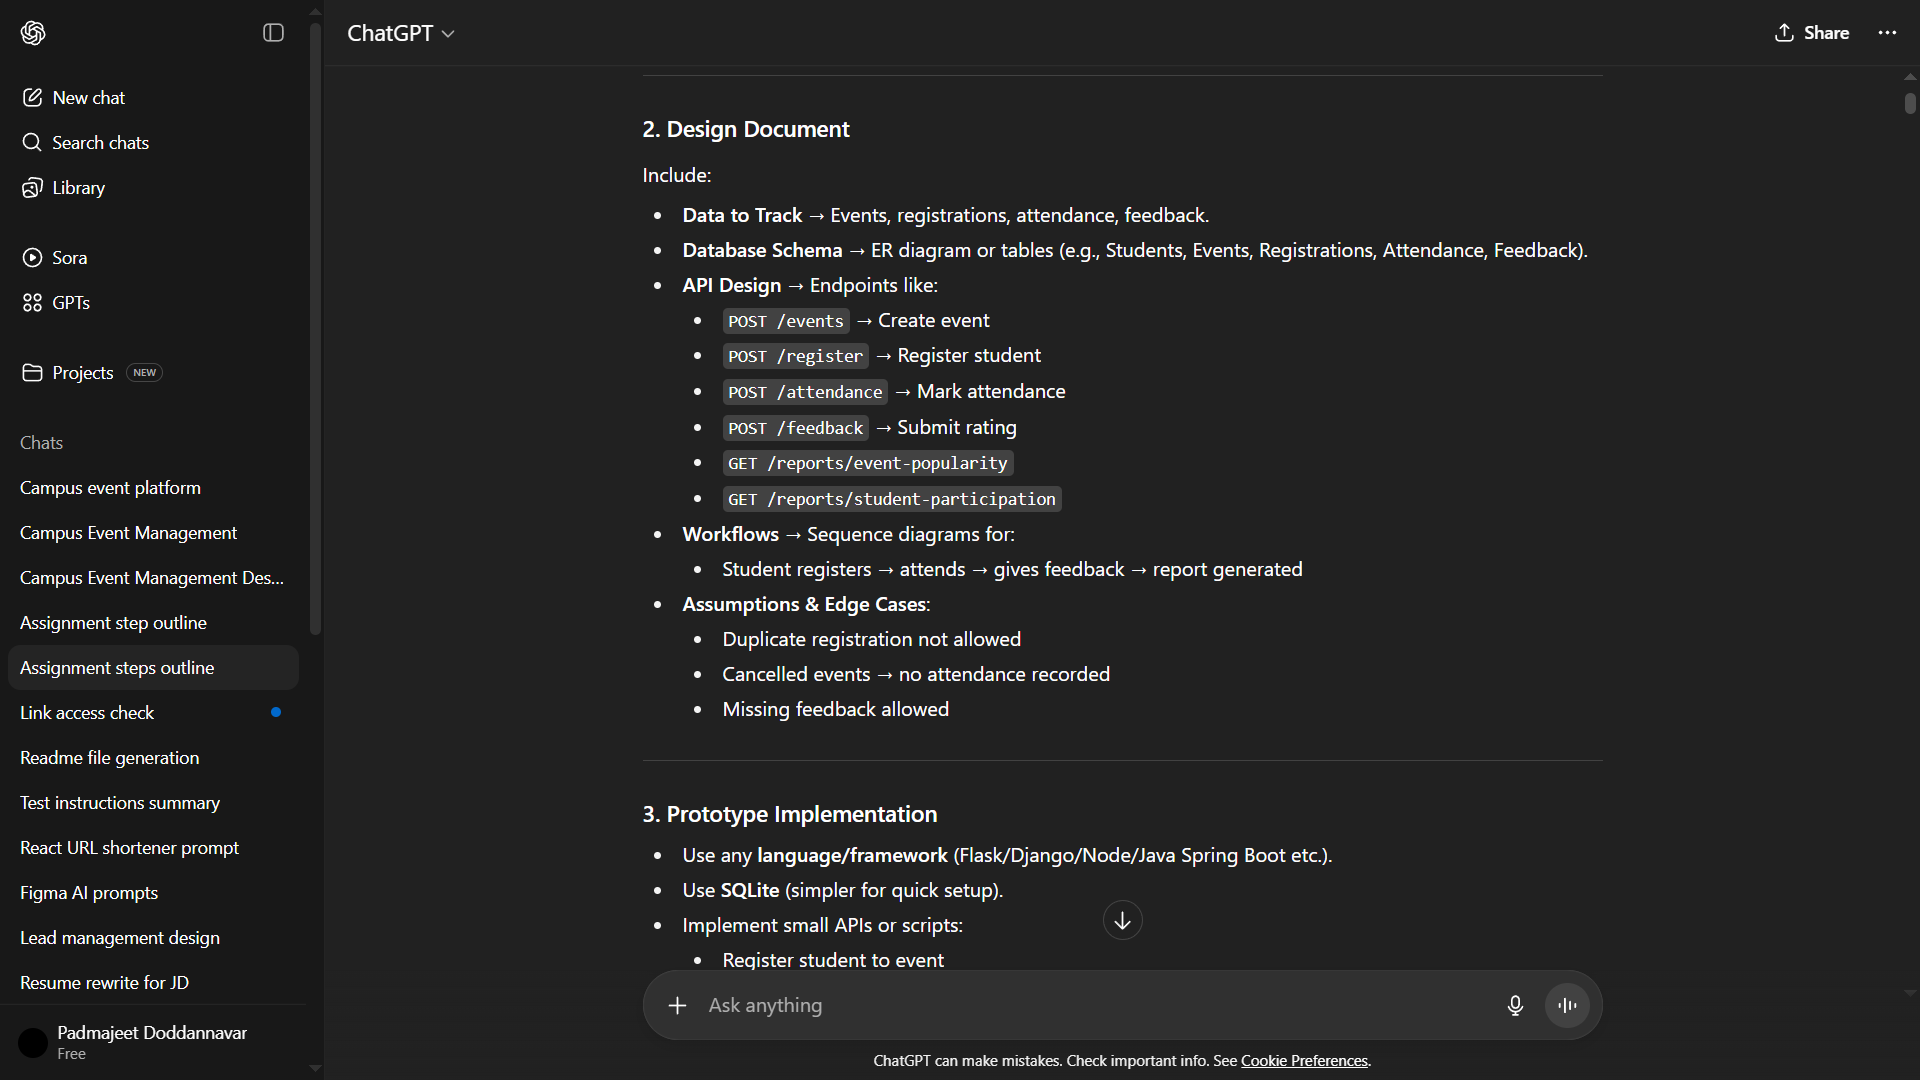 New chat
Search chats
Library
Sora
GPTs
Projects NEW
Chats
Campus event platform
Campus Event Management
Campus Event Management Des...
Assignment step outline
Assignment steps outline
Link access check
Readme file generation
Test instructions summary
React URL shortener prompt
Figma AI prompts
Lead management design
Resume rewrite for JD
Padmajeet Doddannavar
Free
ChatGPT
Share
2. Design Document
Include:
Data to Track → Events, registrations, attendance, feedback.
Database Schema → ER diagram or tables (e.g., Students, Events, Registrations, Attendance, Feedback).
API Design → Endpoints like:
POST /events → Create event
POST /register → Register student
POST /attendance → Mark attendance
POST /feedback → Submit rating
GET /reports/event-popularity
GET /reports/student-participation
Workflows → Sequence diagrams for:
Student registers → attends → gives feedback → report generated
Assumptions & Edge Cases:
Duplicate registration not allowed
Cancelled events → no attendance recorded
Missing feedback allowed
3. Prototype Implementation
Use any language/framework (Flask/Django/Node/Java Spring Boot etc.).
Use SQLite (simpler for quick setup).
Implement small APIs or scripts:
Register student to event
Ask anything
ChatGPT can make mistakes. Check important info. See Cookie Preferences.